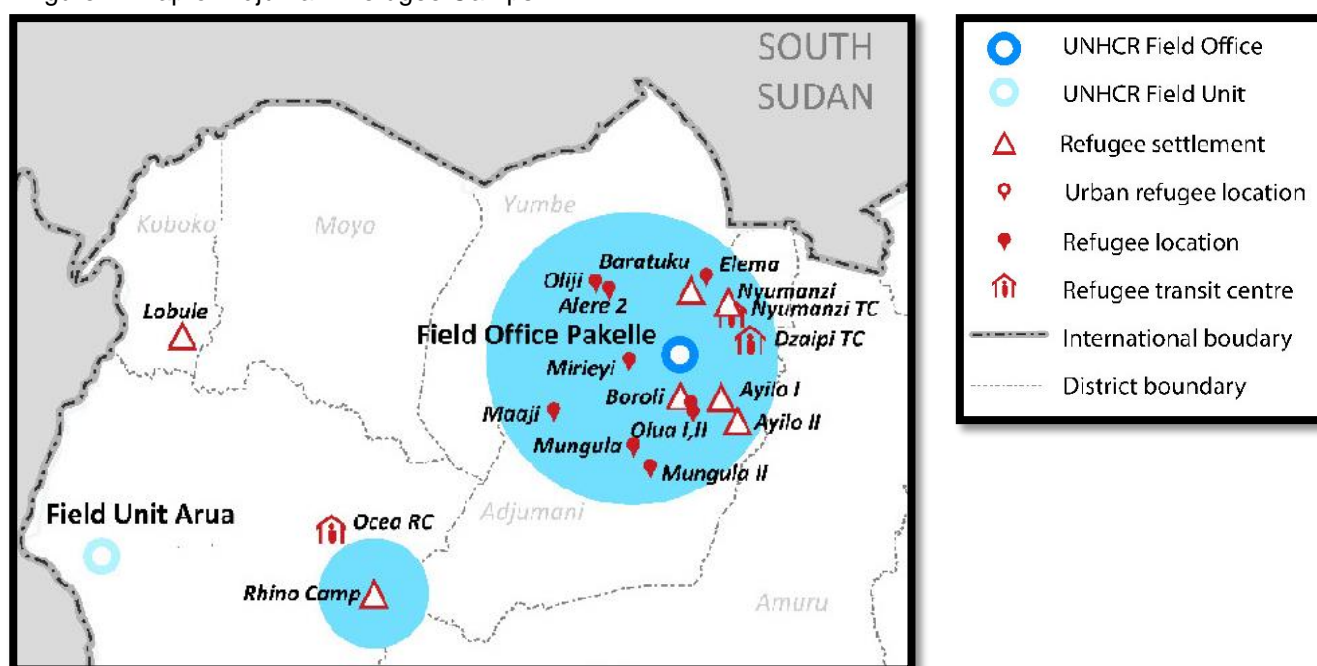 SOUTH
SUDAN
Yumbe
Koboko
Moyo
Baratuku
Elema
Oliji
Nyumanzi
Alere 2
Nyumanzi TC
Lobule
Field Office Pakelle
Dzaipi TC
Mirieyi
Boroli
Ayilo I
Maaji
Olua I,II
Ayilo II
Mungula
Mungula II
Field Unit Arua
Ocea RC
Adjumani
Rhino Camp
Amuru
UNHCR Field Office
UNHCR Field Unit
Refugee settlement
Urban refugee location
Refugee location
Refugee transit centre
International boudary
District boundary